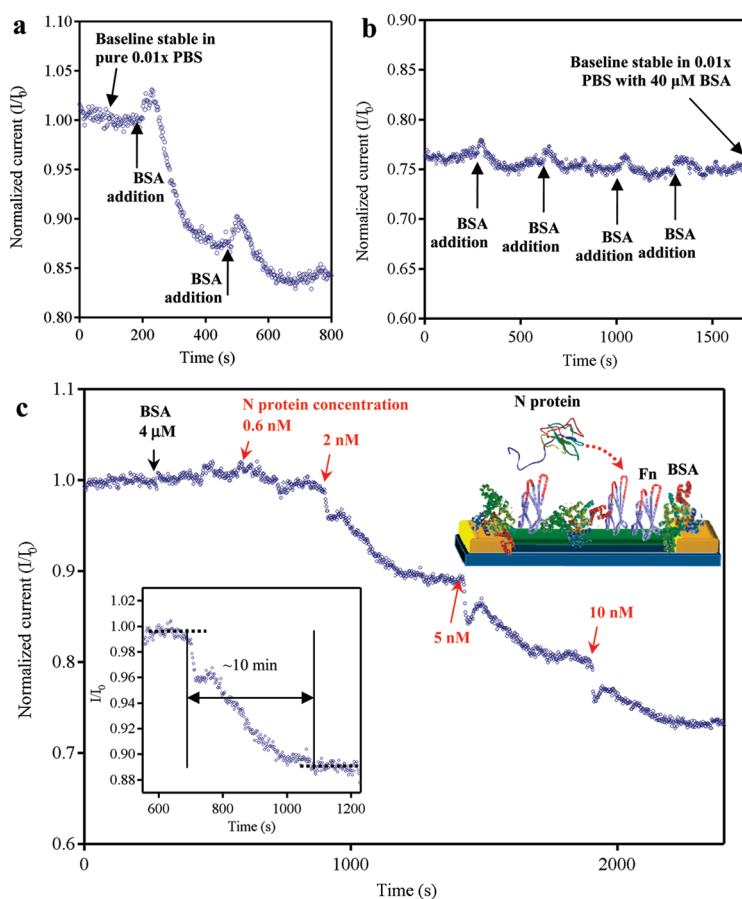 a
Baseline stable in
pure 0.01x PBS
BSA
addition
BSA
addition
Normalized current (I/I0)
1.05
1.03
1.00
0.95
0.90
0.85
0.80
0 200 400 600 800
Time (s)
b
Baseline stable in 0.01x
PBS with 40 µM BSA
BSA
addition
BSA
addition
BSA
addition
BSA
addition
Normalized current (I/I0)
0.90
0.80
0.75
0.70
0.65
0.60
0 500 1000 1500
Time (s)
c
BSA
4 µM
N protein concentration
0.6 nM
2 nM
5 nM
10 nM
N protein
Fn
BSA
Normalized current (I/I0)
1.1
1.0
0.9
0.8
0.7
0.6
0 1000 2000
Time (s)
~10 min
I/I0
1.02
1.00
0.98
0.96
0.94
0.92
0.90
0.88
600 800 1000 1200
Time (s)